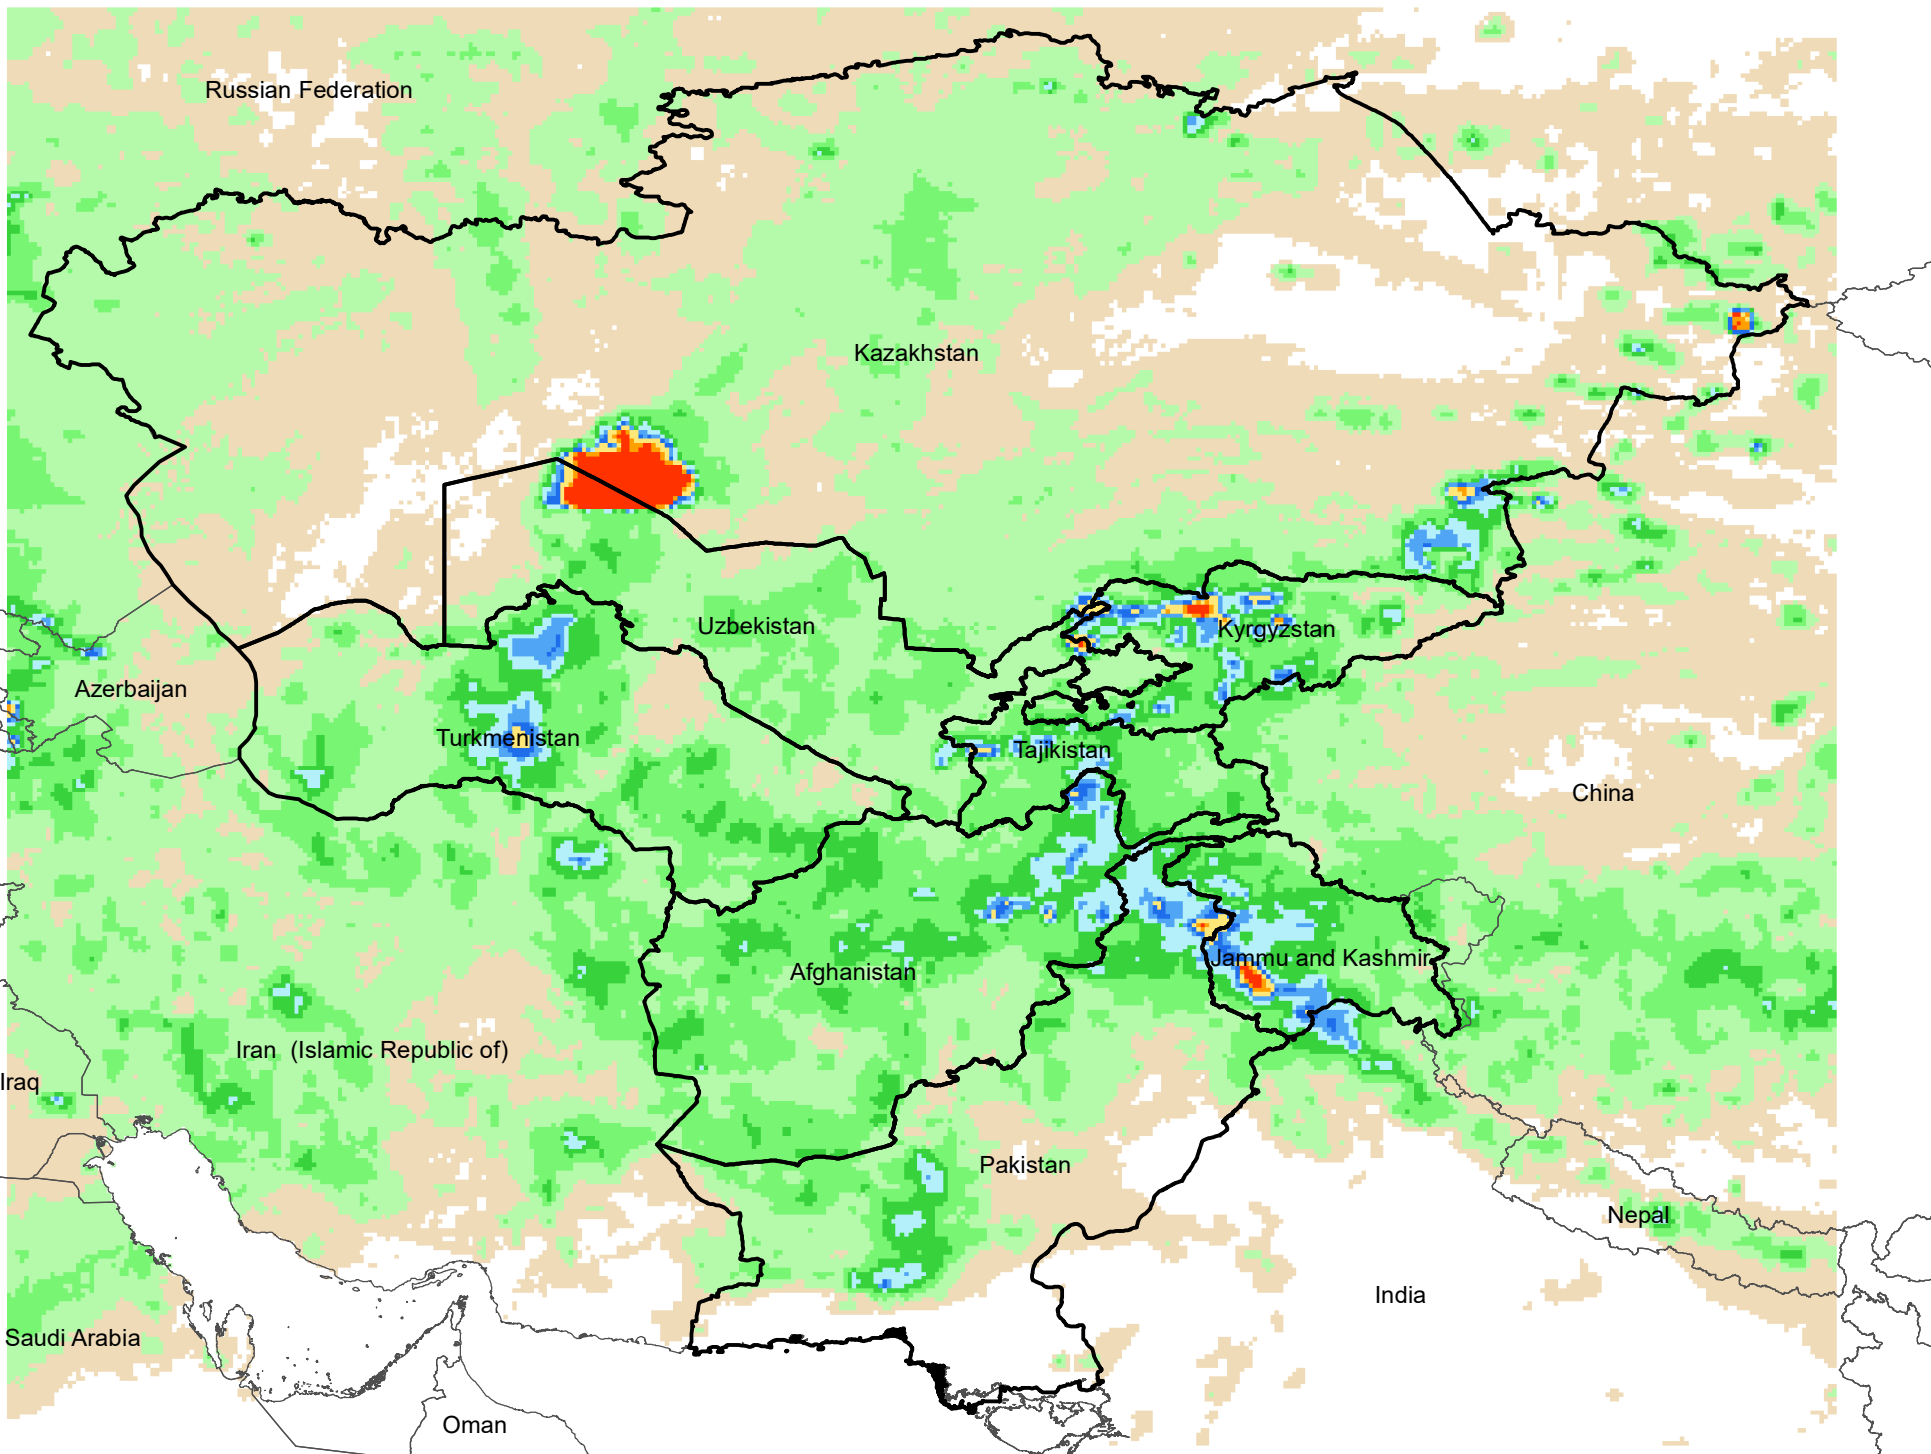 Russian Federation
Kazakhstan
Uzbekistan
Kyrgyzstan
Azerbaijan
Turkmenistan
Tajikistan
China
Afghanistan
Jammu and Kashmir
Iran  (Islamic Republic of)
Iraq
Pakistan
Nepal
India
Saudi Arabia
Oman